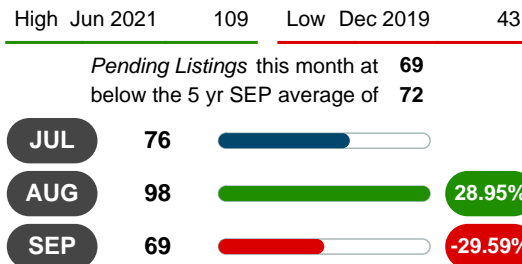 High Jun 2021 109 Low Dec 2019 43
Pending Listings this month at 69
below the 5 yr SEP average of 72
JUL 76
AUG 98 28.95%
SEP 69 -29.59%